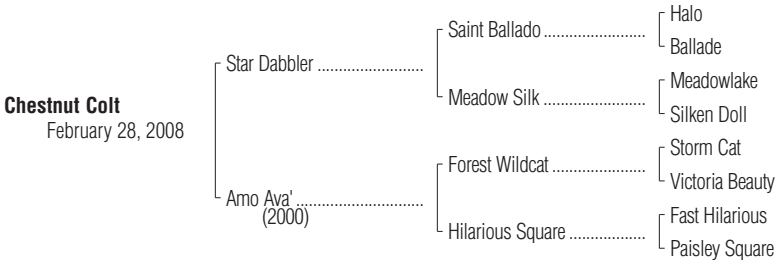 Halo
Saint Ballado ........................
Ballade
Star Dabbler .........................
Meadowlake
Meadow Silk ........................
Silken Doll
Chestnut Colt
February 28, 2008
Storm Cat
Forest Wildcat ......................
Victoria Beauty
Amo Ava' ..............................
(2000)
Fast Hilarious
Hilarious Square ..................
Paisley Square